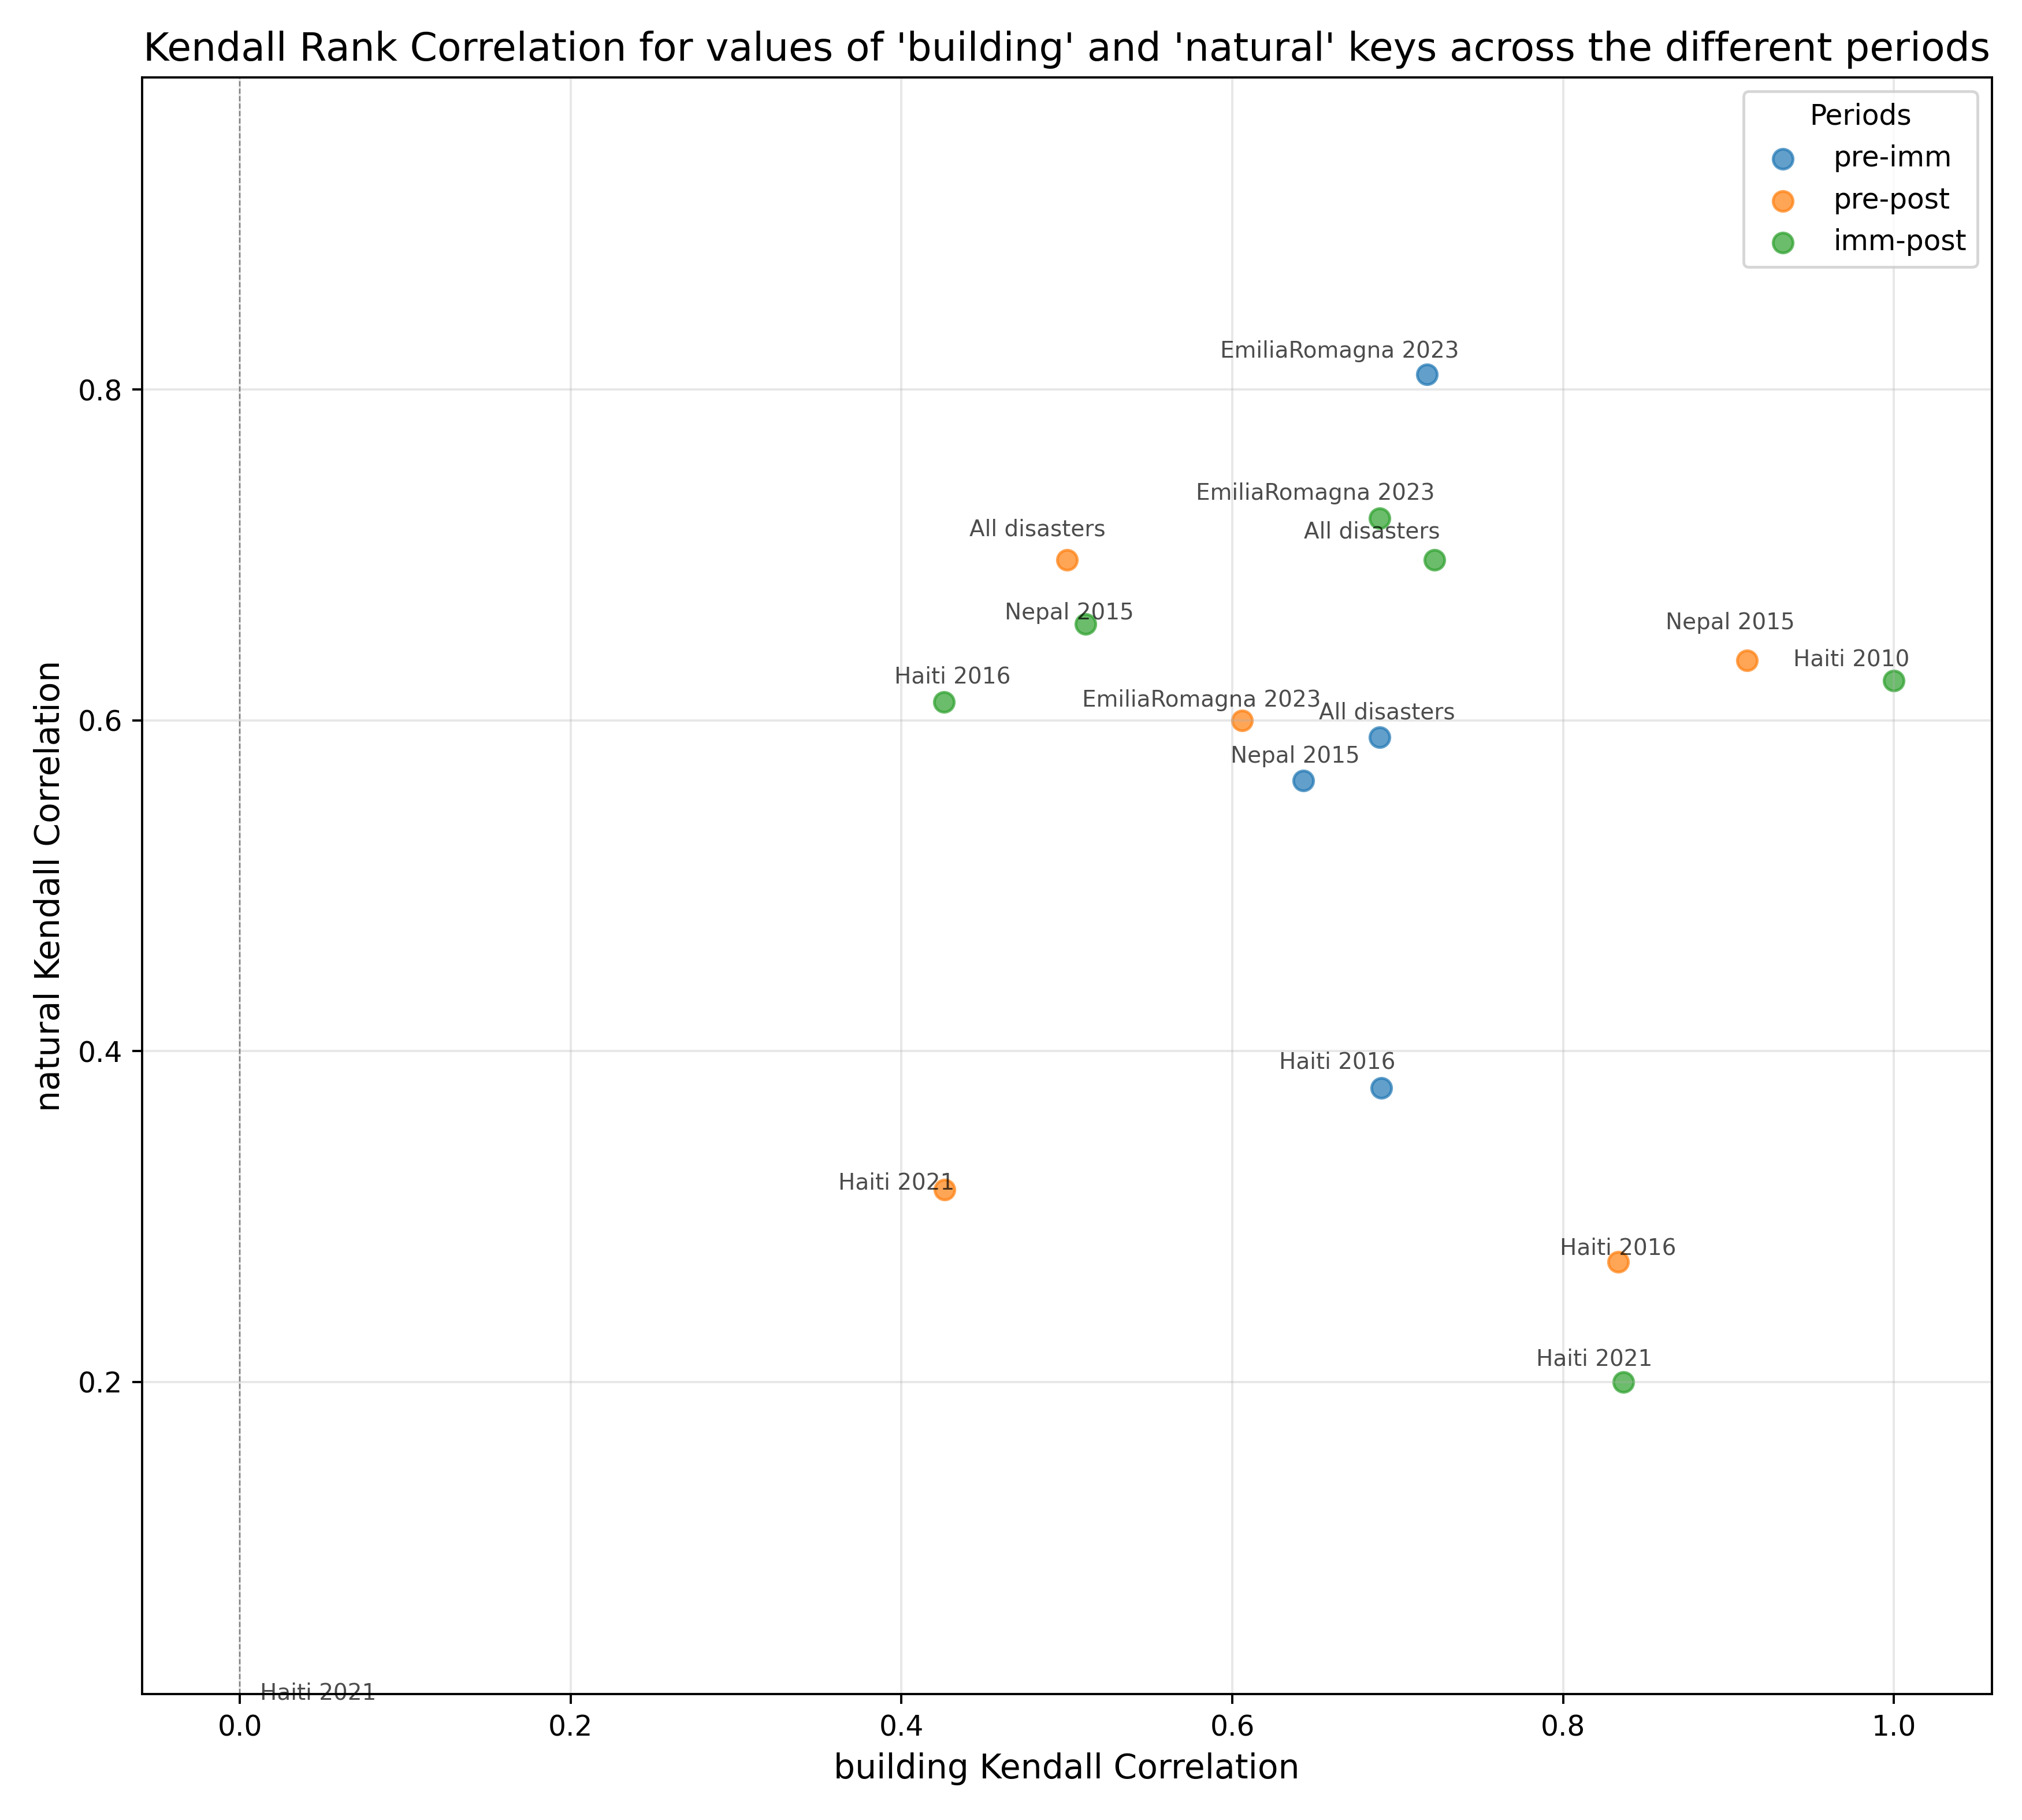 Kendall Rank Correlation for values of 'building' and 'natural' keys across the different periods
Periods
pre-imm
pre-post
imm-post
EmiliaRomagna 2023
EmiliaRomagna 2023
All disasters
All disasters
Nepal 2015
Nepal 2015
Haiti 2010
Haiti 2016
EmiliaRomagna 2023
All disasters
Nepal 2015
Haiti 2016
Haiti 2021
Haiti 2016
Haiti 2021
Haiti 2021
0.8
0.6
0.4
0.2
natural Kendall Correlation
0.0
0.2
0.4
0.6
0.8
1.0
building Kendall Correlation